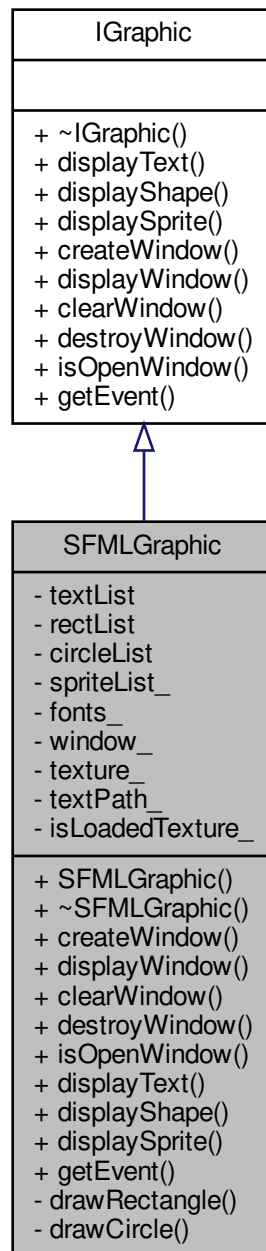 IGraphic
+ ~IGraphic()
+ displayText()
+ displayShape()
+ displaySprite()
+ createWindow()
+ displayWindow()
+ clearWindow()
+ destroyWindow()
+ isOpenWindow()
+ getEvent()
SFMLGraphic
- textList
- rectList
- circleList
- spriteList_
- fonts_
- window_
- texture_
- textPath_
- isLoadedTexture_
+ SFMLGraphic()
+ ~SFMLGraphic()
+ createWindow()
+ displayWindow()
+ clearWindow()
+ destroyWindow()
+ isOpenWindow()
+ displayText()
+ displayShape()
+ displaySprite()
+ getEvent()
- drawRectangle()
- drawCircle()